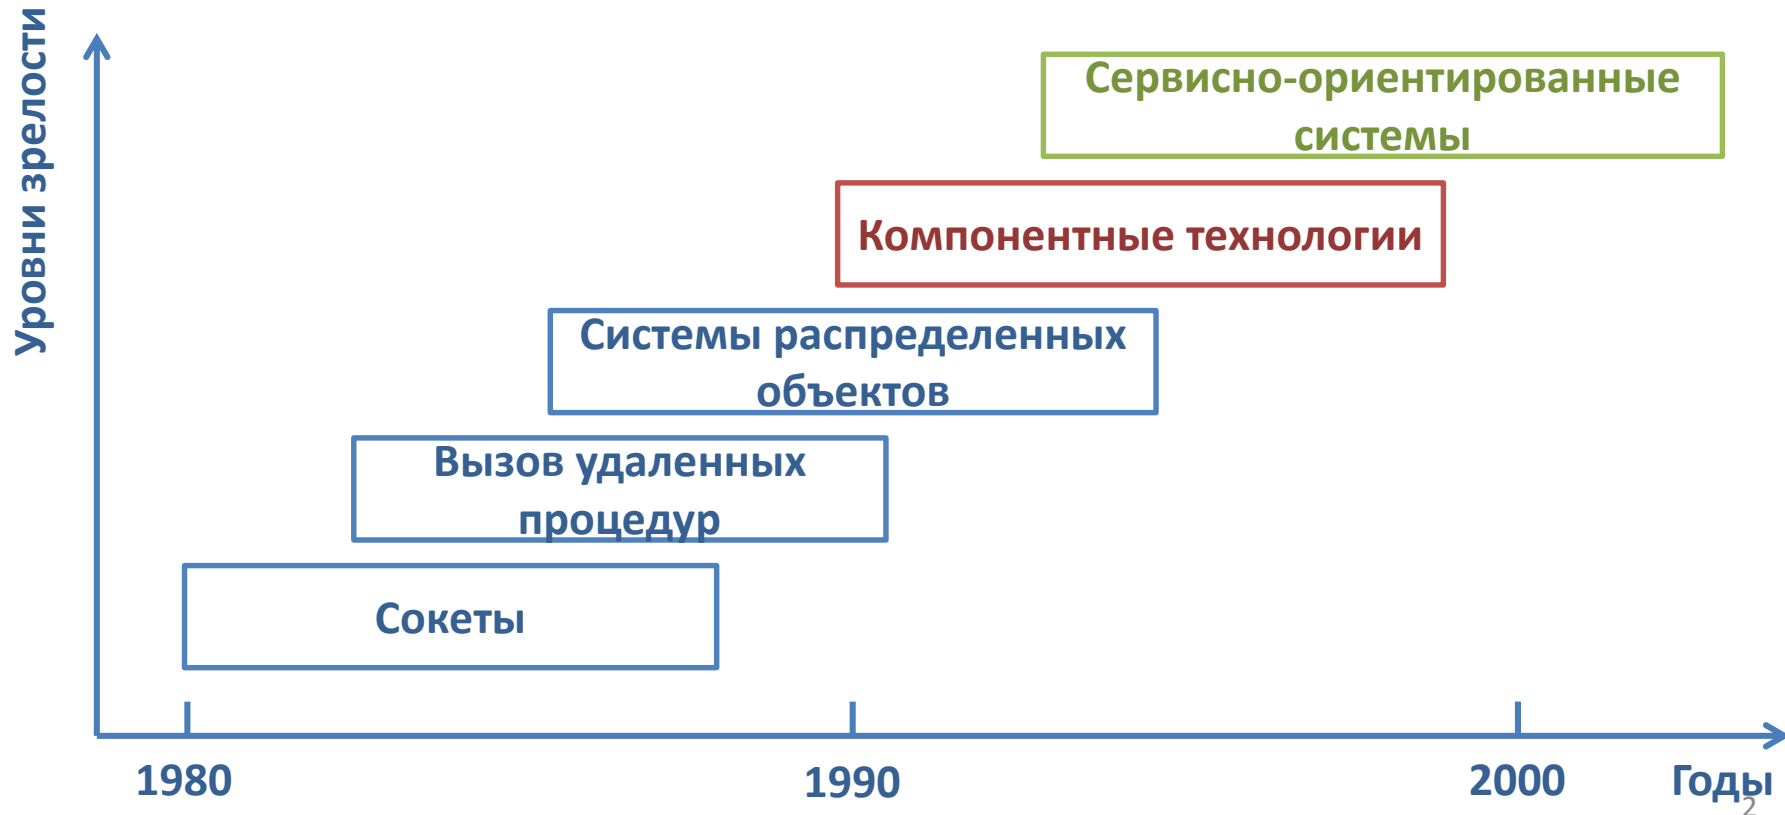 Уровни зрелости
Сервисно-ориентированные
системы
Компонентные технологии
Системы распределенных
объектов
Вызов удаленных
процедур
Сокеты
1980
1990
2000
Годы
2